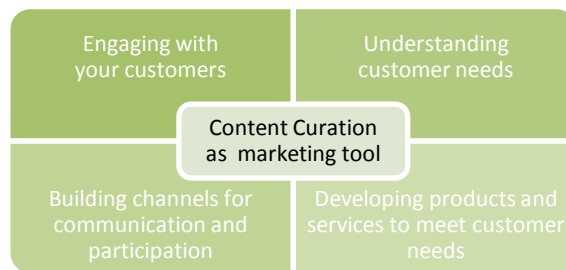 Engaging with
your customers
Understanding
customer needs
Content Curation
as marketing tool
Building channels for
communication and
participation
Developing products and
services to meet customer
needs